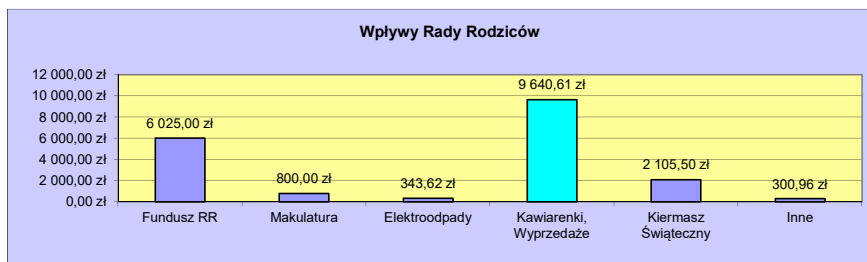 Wpływy Rady Rodziców
12 000,00 zł
10 000,00 zł
8 000,00 zł
6 000,00 zł
4 000,00 zł
2 000,00 zł
0,00 zł
6 025,00 zł
800,00 zł
343,62 zł
9 640,61 zł
2 105,50 zł
300,96 zł
Fundusz RR
Makulatura
Elektroodpady
Kawiarenki,
Wyprzedaże
Kiermasz
Świąteczny
Inne